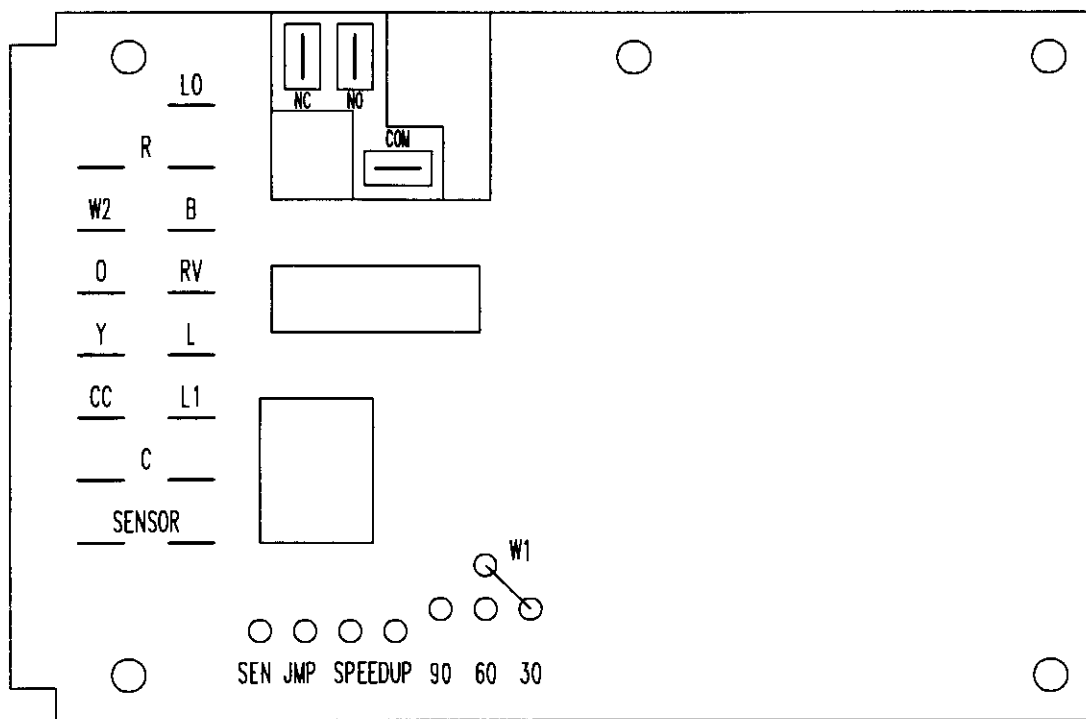 LO
NC NO
COM
R
W2 B
O RV
Y L
CC L1
C
SENSOR
W1
SEN JMP SPEEDUP 90 60 30